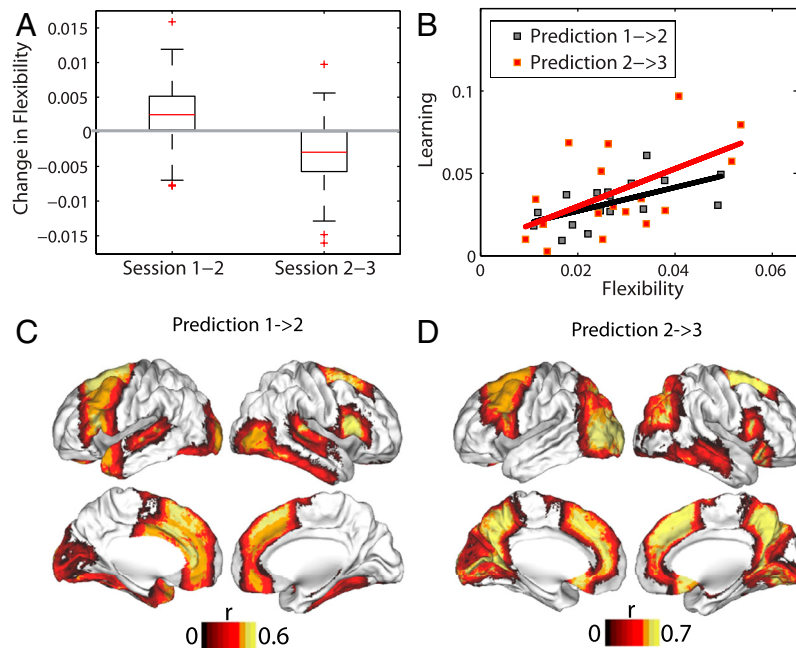 A
Change in Flexibility
0.015
0.01
0.005
0
−0.005
−0.01
−0.015
Session 1−2
Session 2−3
B
Prediction 1−>2
Prediction 2−>3
Learning
0.1
0.05
0
0
0.02
0.04
0.06
Flexibility
C
Prediction 1->2
r
0
0.6
D
Prediction 2->3
r
0
0.7